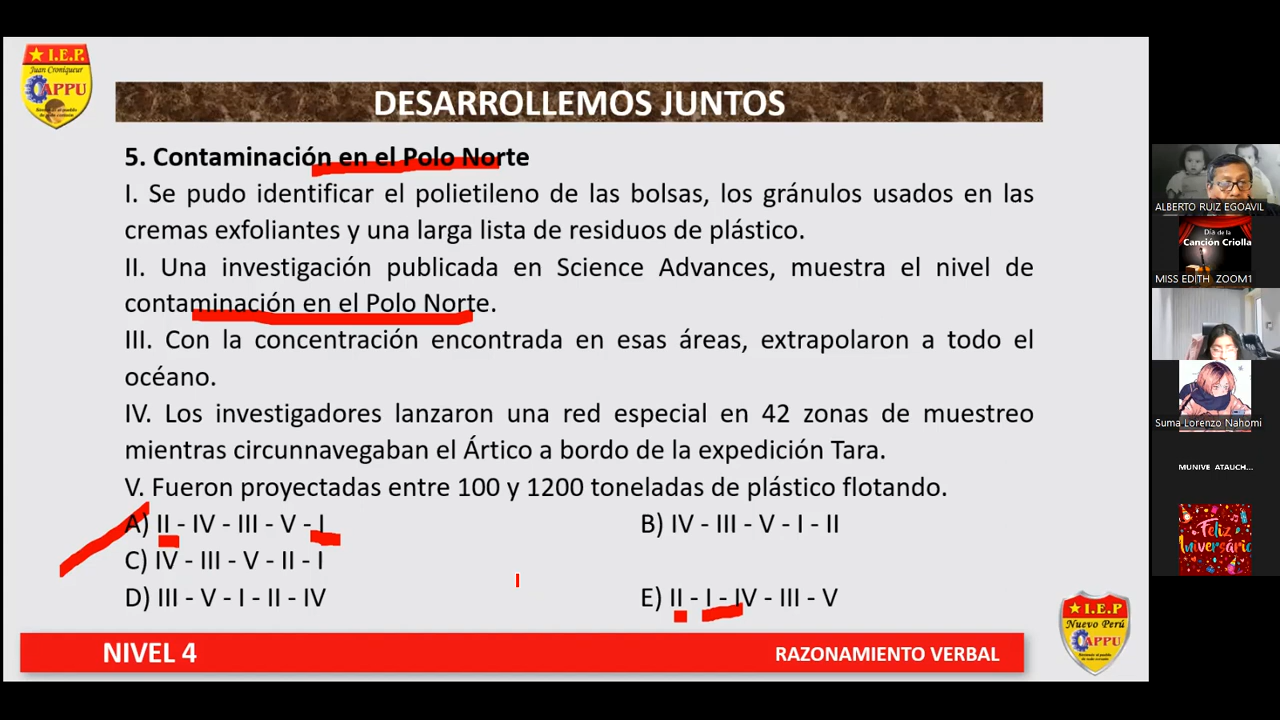 I.E.P.
Juan Croniqueur
APPU
DESARROLLEMOS JUNTOS
5. Contaminación en el Polo Norte
I. Se pudo identificar el polietileno de las bolsas, los gránulos usados en las
cremas exfoliantes y una larga lista de residuos de plástico.
II. Una investigación publicada en Science Advances, muestra el nivel de
contaminación en el Polo Norte.
III. Con la concentración encontrada en esas áreas, extrapolaron a todo el
océano.
IV. Los investigadores lanzaron una red especial en 42 zonas de muestreo
mientras circunnavegaban el Ártico a bordo de la expedición Tara.
V. Fueron proyectadas entre 100 y 1200 toneladas de plástico flotando.
A) II - IV - III - V - I
B) IV - III - V - I - II
C) IV - III - V - II - I
D) III - V - I - II - IV
E) II - I - IV - III - V
NIVEL 4
RAZONAMIENTO VERBAL
I.E.P
Nuevo Perú
APPU
ALBERTO RUIZ EGOAVIL
Día de la
Canción Criolla
MISS EDITH ZOOM1
Suma Lorenzo Nahomi
MUNIVE ATAUCH...
Feliz
Aniversário